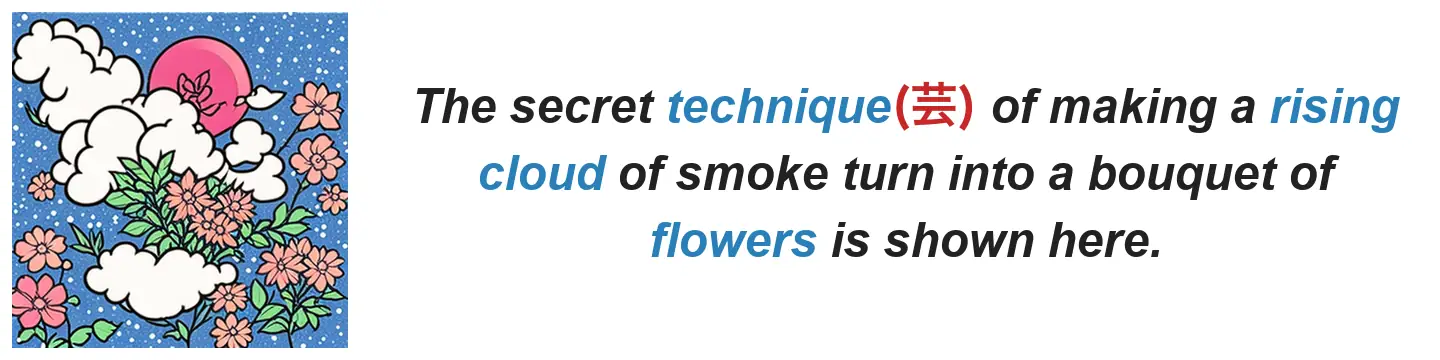 The secret technique(芸) of making a rising
cloud of smoke turn into a bouquet of
flowers is shown here.